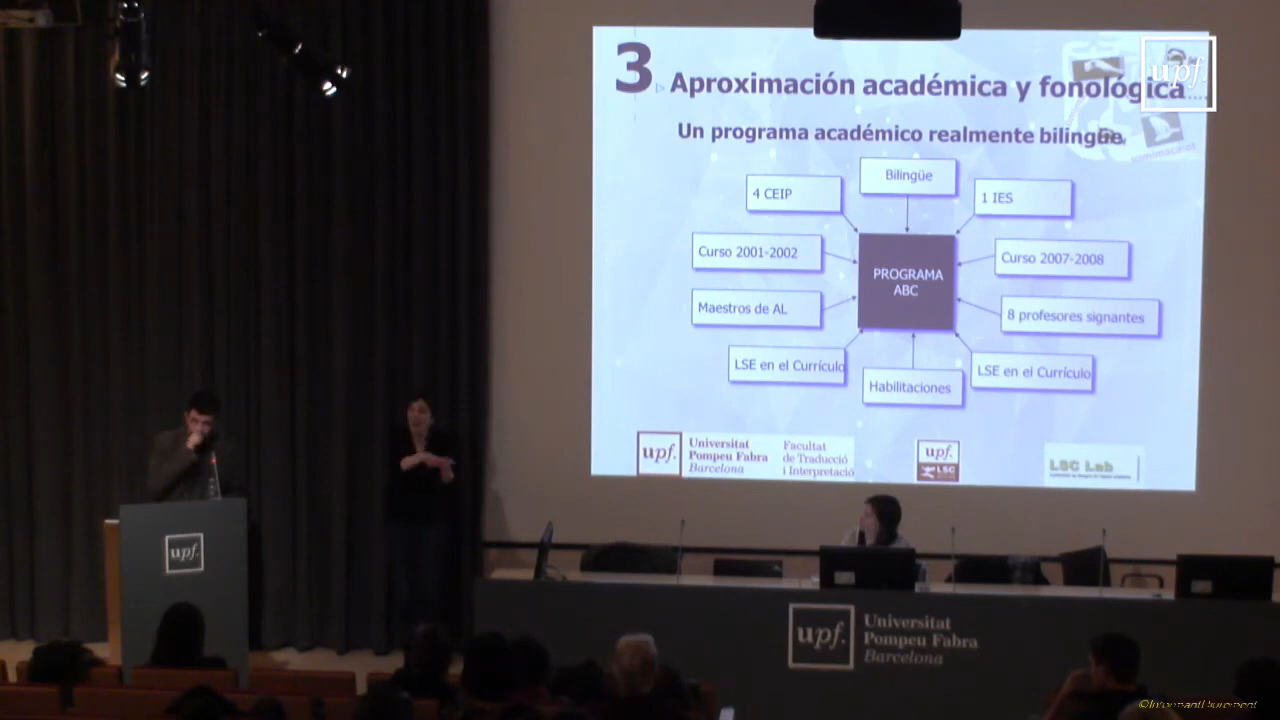 3 Aproximación académica y fonológica
upf.
Un programa académico realmente bilingüe
Bilingüe
4 CEIP
1 IES
Curso 2001-2002
Curso 2007-2008
PROGRAMA
ABC
Maestros de AL
8 profesores signantes
LSE en el Currículo
LSE en el Currículo
Habilitaciones
upf.
Universitat
Pompeu Fabra
Barcelona
Facultat
de Traducció
i Interpretació
upf.
LSC
LSC Lab
upf.
upf.
Universitat
Pompeu Fabra
Barcelona